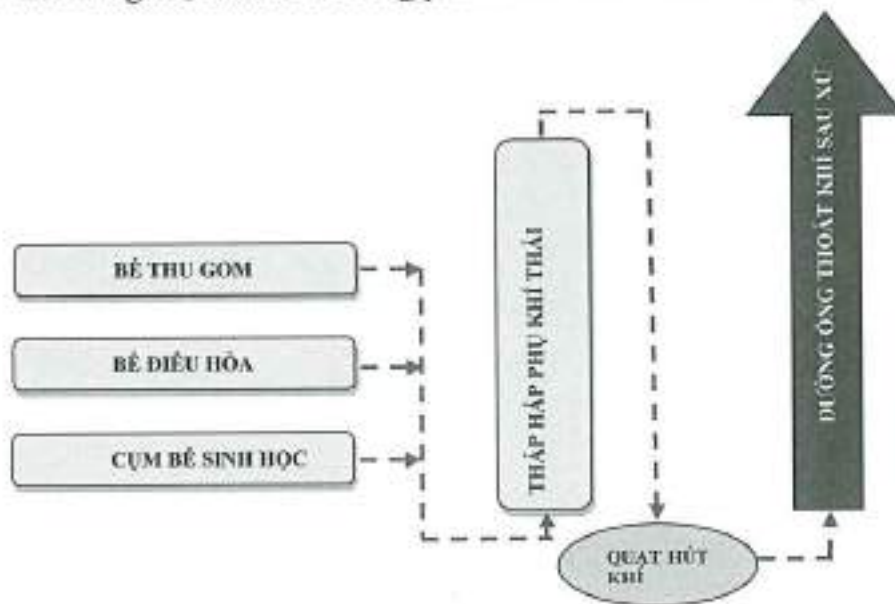 BỂ THU GOM
BỂ ĐIỀU HÒA
CỤM BỂ SINH HỌC
THÁP HẤP PHỤ KHÍ THẢI
QUẠT HÚT
KHÍ
ĐƯỜNG ỐNG THOÁT KHÍ SAU XỬ